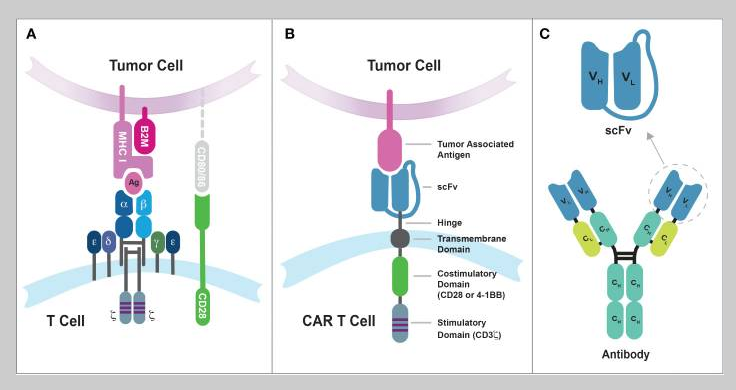 A
Tumor Cell
MHC I
B2M
CD80/86
Ag
α
β
ε
δ
γ
ε
ζ
ζ
CD28
T Cell
B
Tumor Cell
Tumor Associated
Antigen
scFv
Hinge
Transmembrane
Domain
Costimulatory
Domain
(CD28 or 4-1BB)
Stimulatory
Domain (CD3ζ)
CAR T Cell
C
VH
VL
scFv
VL
VH
VH
VL
CL
CH
CH
CL
CH
CH
CH
CH
Antibody